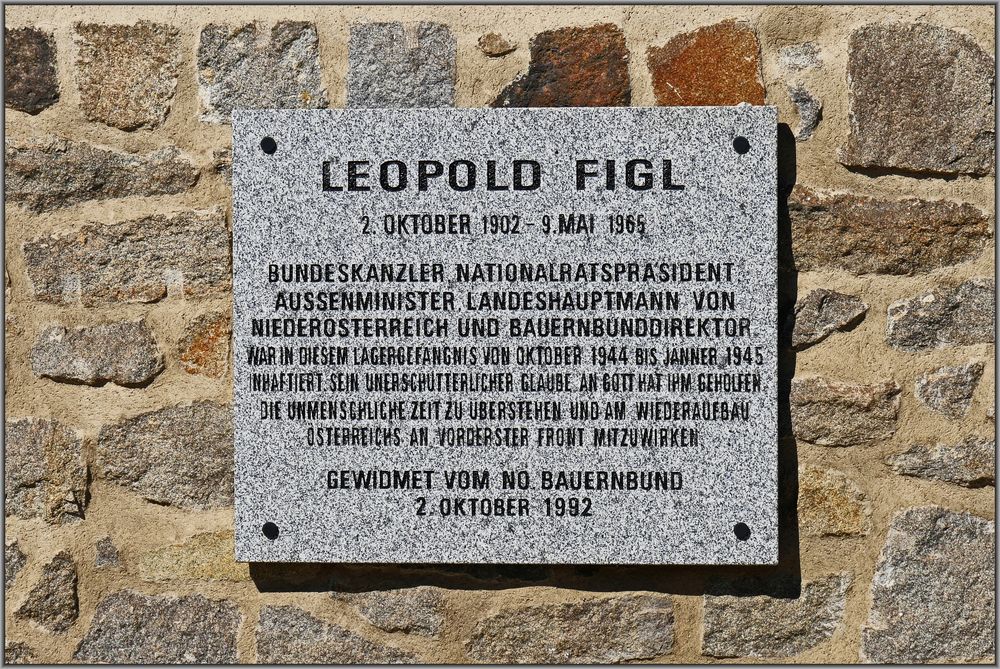 LEOPOLD FIGL
2. OKTOBER 1902 - 9. MAI 1965
BUNDESKANZLER NATIONALRATSPRÄSIDENT
AUSSENMINISTER LANDESHAUPTMANN VON
NIEDERÖSTERREICH UND BAUERNBUNDDIREKTOR
WAR IN DIESEM LAGERGEFÄNGNIS VON OKTOBER 1944 BIS JÄNNER 1945
INHAFTIERT. SEIN UNERSCHÜTTERLICHER GLAUBE AN GOTT HAT IHM GEHOLFEN,
DIE UNMENSCHLICHE ZEIT ZU ÜBERSTEHEN UND AM WIEDERAUFBAU
ÖSTERREICHS AN VORDERSTER FRONT MITZUWIRKEN.
GEWIDMET VOM NÖ. BAUERNBUND
2. OKTOBER 1992